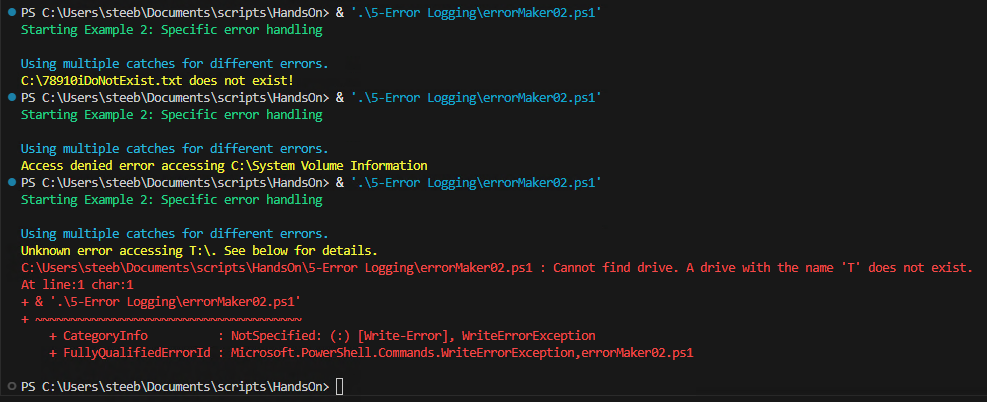 PS C:\Users\steeb\Documents\scripts\HandsOn> & '.\5-Error Logging\errorMaker02.ps1'
Starting Example 2: Specific error handling
Using multiple catches for different errors.
C:\78910iDoNotExist.txt does not exist!
PS C:\Users\steeb\Documents\scripts\HandsOn> & '.\5-Error Logging\errorMaker02.ps1'
Starting Example 2: Specific error handling
Using multiple catches for different errors.
Access denied error accessing C:\System Volume Information
PS C:\Users\steeb\Documents\scripts\HandsOn> & '.\5-Error Logging\errorMaker02.ps1'
Starting Example 2: Specific error handling
Using multiple catches for different errors.
Unknown error accessing T:\. See below for details.
C:\Users\steeb\Documents\scripts\HandsOn\5-Error Logging\errorMaker02.ps1 : Cannot find drive. A drive with the name 'T' does not exist.
At line:1 char:1
+ & '.\5-Error Logging\errorMaker02.ps1'
+ ~~~~~~~~~~~~~~~~~~~~~~~~~~~~~~~~~~~~~~
    + CategoryInfo          : NotSpecified: (:) [Write-Error], WriteErrorException
    + FullyQualifiedErrorId : Microsoft.PowerShell.Commands.WriteErrorException,errorMaker02.ps1
PS C:\Users\steeb\Documents\scripts\HandsOn>